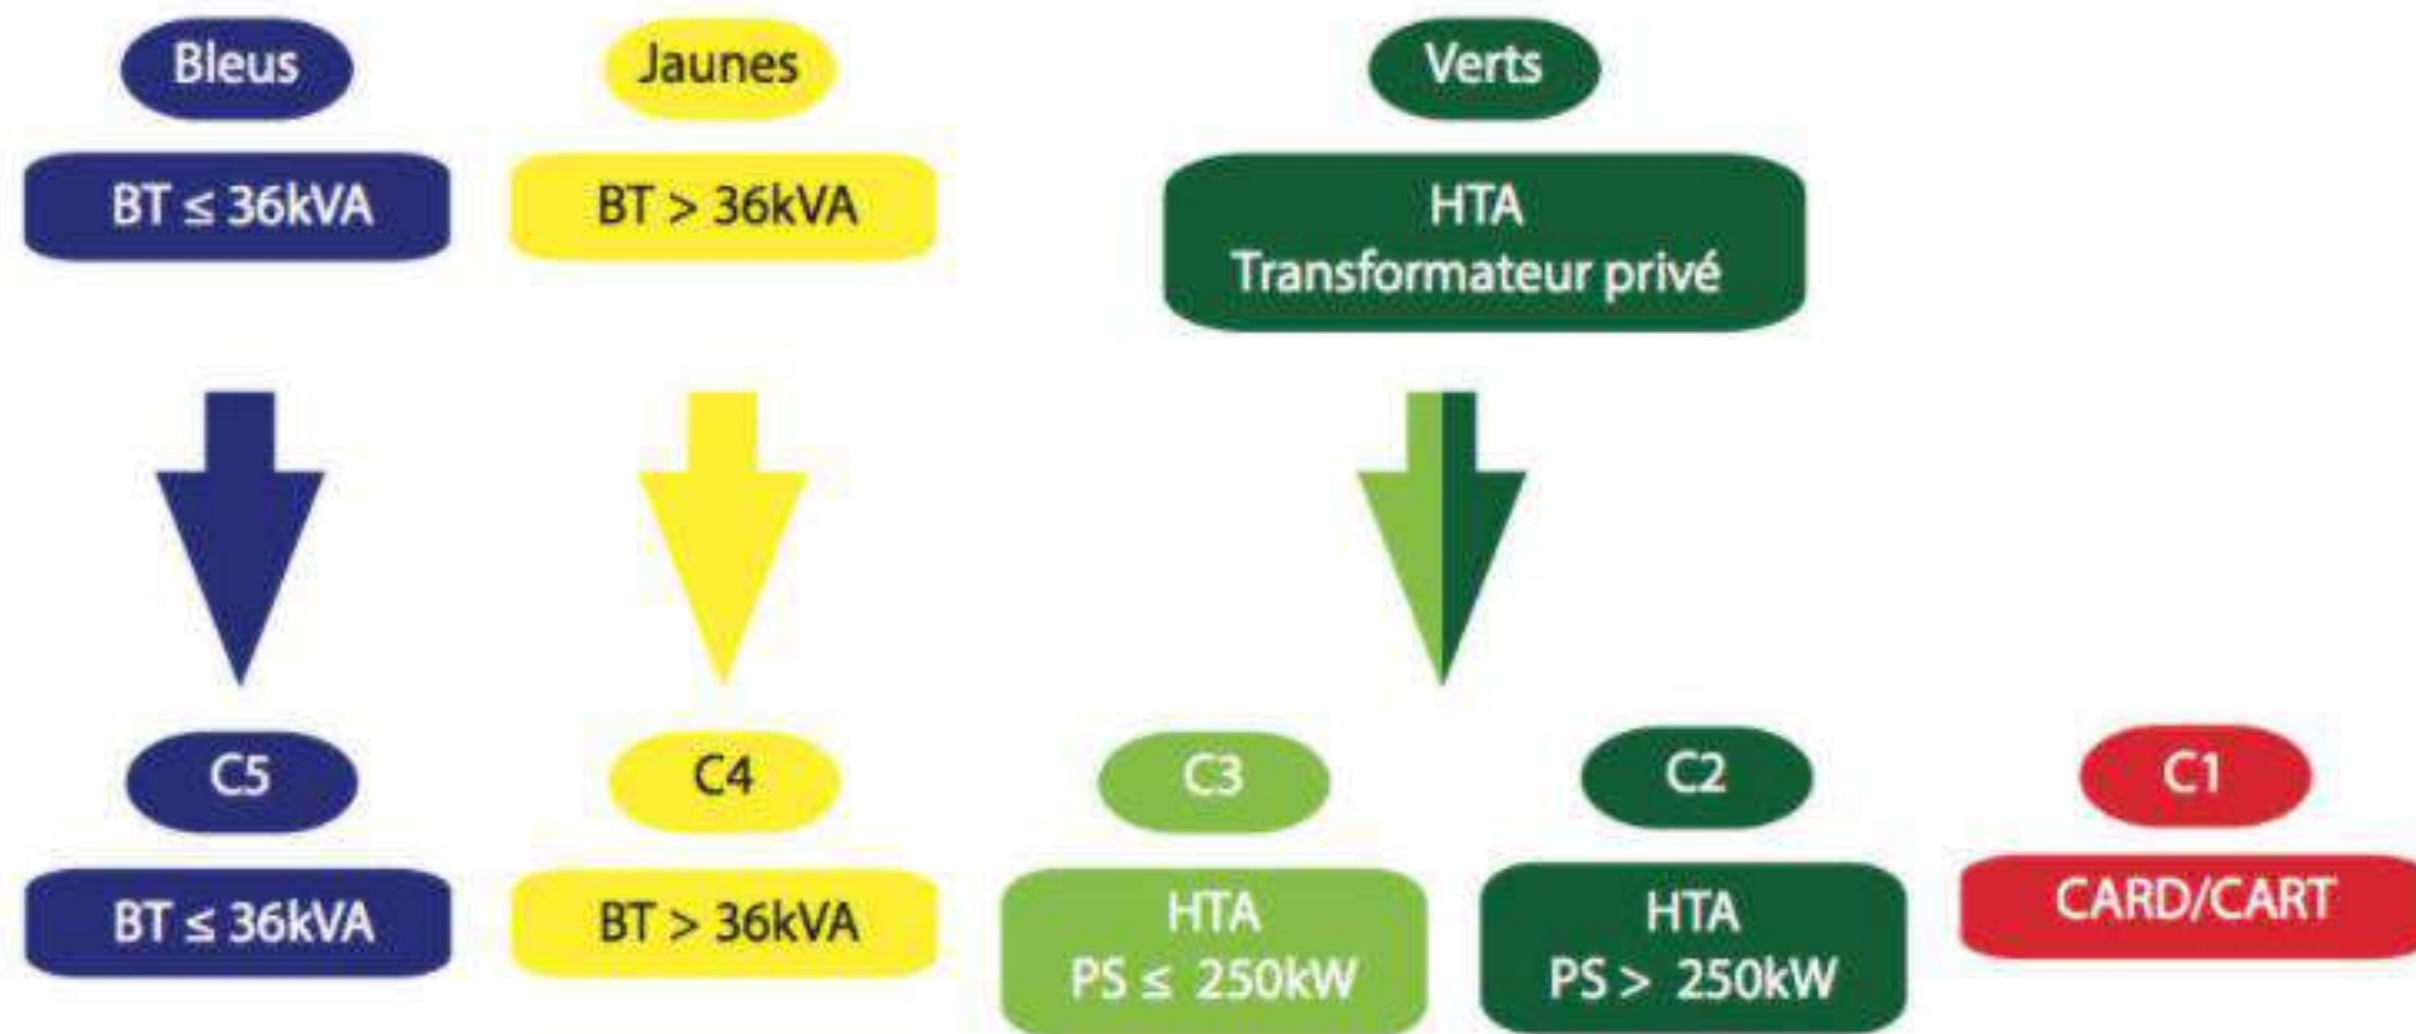 Bleus
Jaunes
Verts
BT ≤ 36kVA
BT > 36kVA
HTA
Transformateur privé
C5
C4
C3
C2
C1
BT ≤ 36kVA
BT > 36kVA
HTA
PS ≤ 250kW
HTA
PS > 250kW
CARD/CART